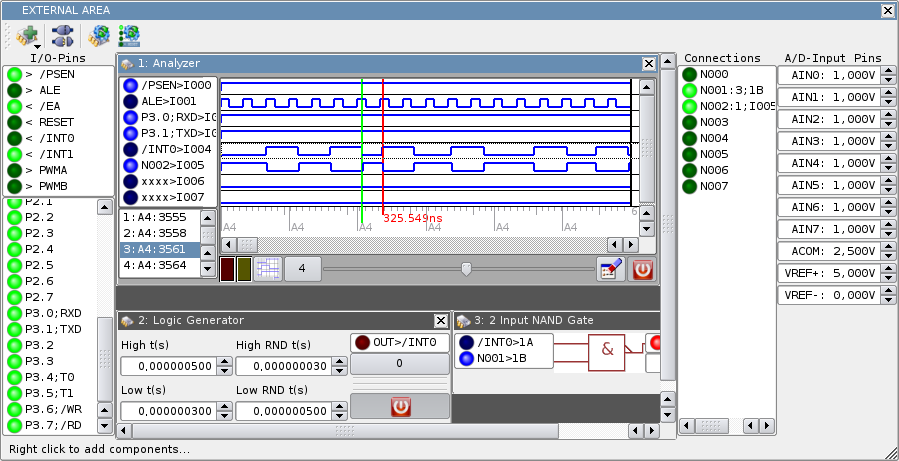 EXTERNAL AREA
I/O-Pins
> /PSEN
> ALE
< /EA
< RESET
< /INT0
< /INT1
> PWMA
> PWMB
P2.1
P2.2
P2.3
P2.4
P2.5
P2.6
P2.7
P3.0;RXD
P3.1;TXD
P3.2
P3.3
P3.4;T0
P3.5;T1
P3.6;/WR
P3.7;/RD
1: Analyzer
/PSEN>I000
ALE>I001
P3.0;RXD>I0
P3.1;TXD>I0
/INT0>I004
N002>I005
xxxx>I006
xxxx>I007
1:A4:3555
2:A4:3558
3:A4:3561
4:A4:3564
325.549ns
A4 A4 A4 A4 A4 A4 6
4
2: Logic Generator
High t(s)
High RND t(s)
0,000000500
0,000000030
Low t(s)
Low RND t(s)
0,000000300
0,000000500
OUT>/INT0
0
3: 2 Input NAND Gate
/INT0>1A
N001>1B
&
Connections
N000
N001:3;1B
N002:1;I005
N003
N004
N005
N006
N007
A/D-Input Pins
AIN0: 1,000V
AIN1: 1,000V
AIN2: 1,000V
AIN3: 1,000V
AIN4: 1,000V
AIN5: 1,000V
AIN6: 1,000V
AIN7: 1,000V
ACOM: 2,500V
VREF+: 5,000V
VREF-: 0,000V
Right click to add components...